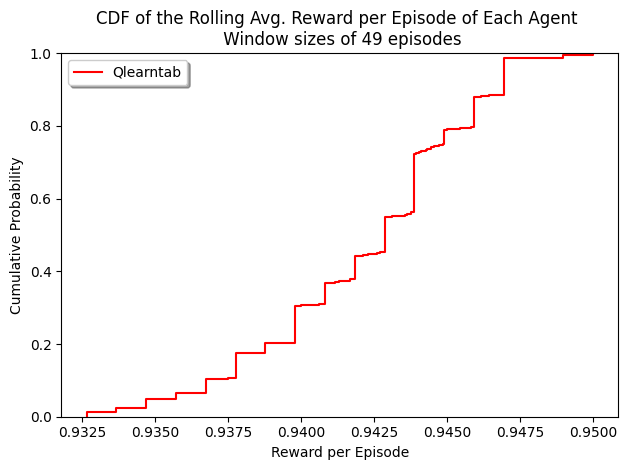 CDF of the Rolling Avg. Reward per Episode of Each Agent
Window sizes of 49 episodes
Qlearntab
1.0
0.8
0.6
0.4
0.2
0.0
Cumulative Probability
0.9325 0.9350 0.9375 0.9400 0.9425 0.9450 0.9475 0.9500
Reward per Episode